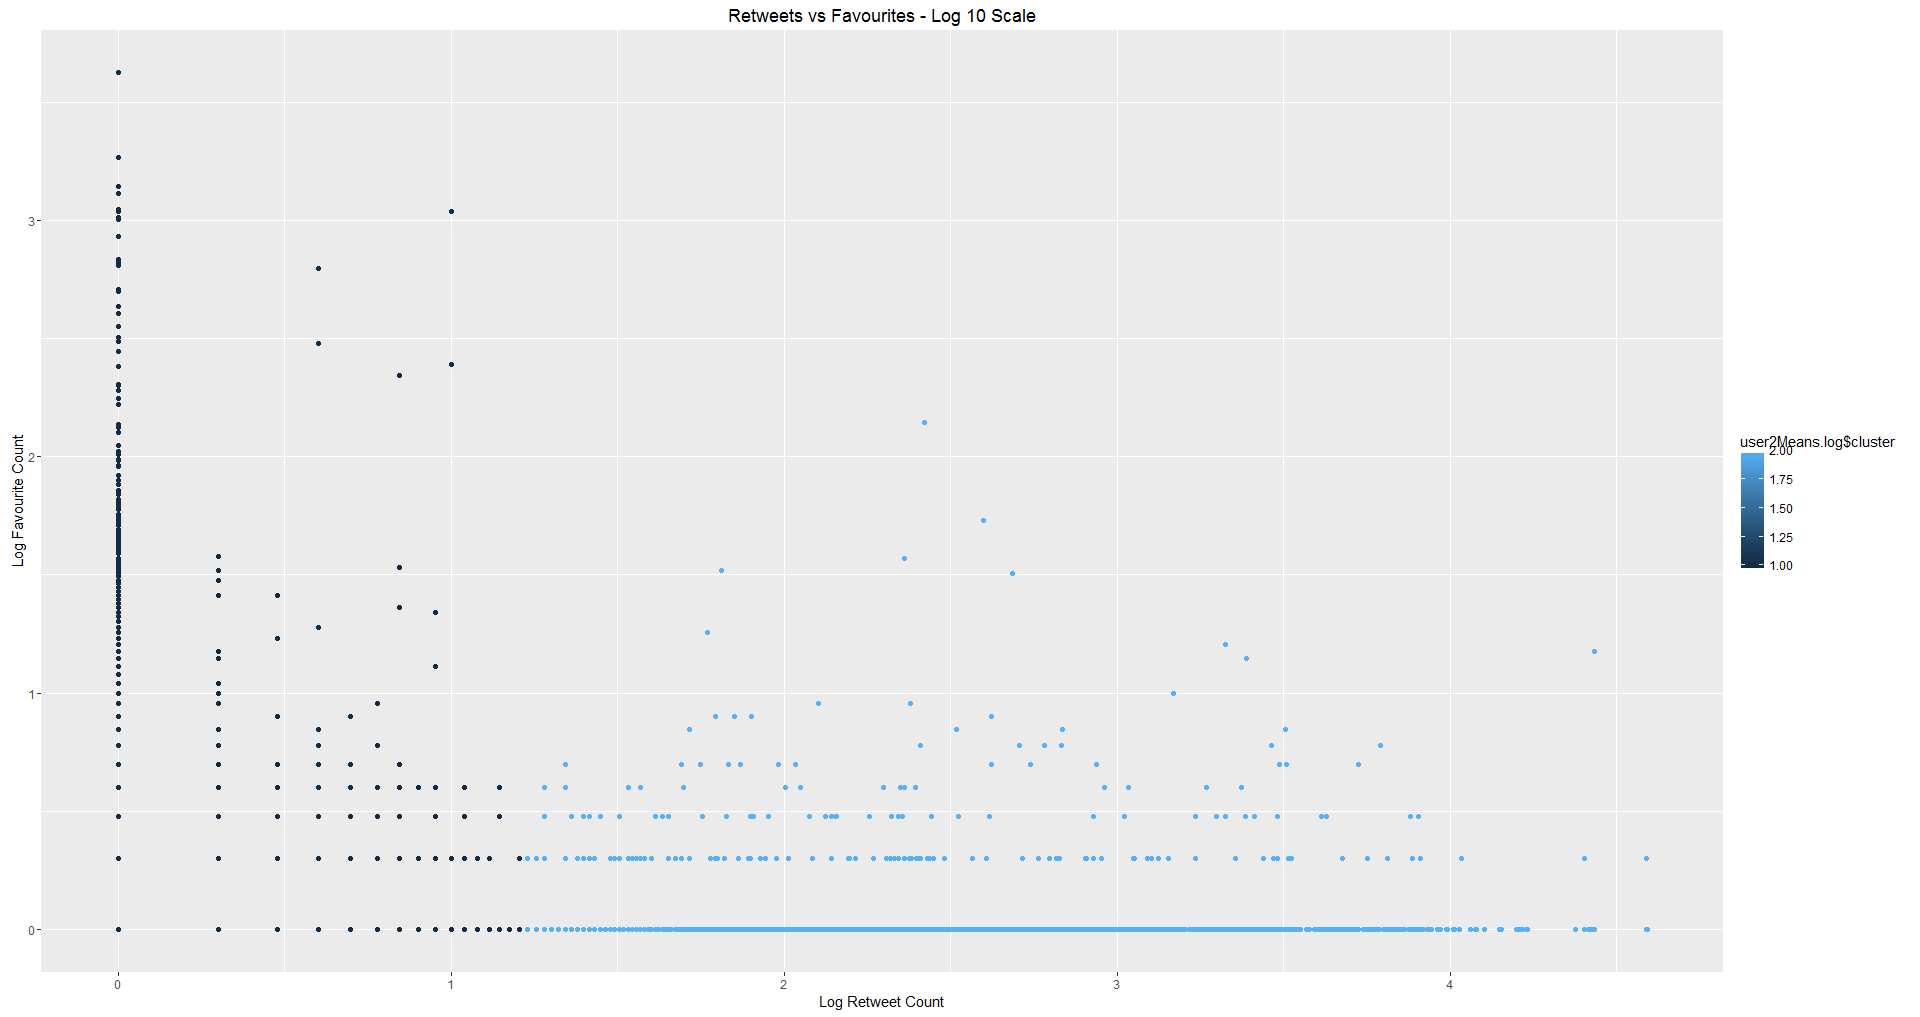 Retweets vs Favourites - Log 10 Scale
Log Favourite Count
3
2
1
0
0 1 2 3 4
Log Retweet Count
user2Means.log$cluster
2.00
1.75
1.50
1.25
1.00